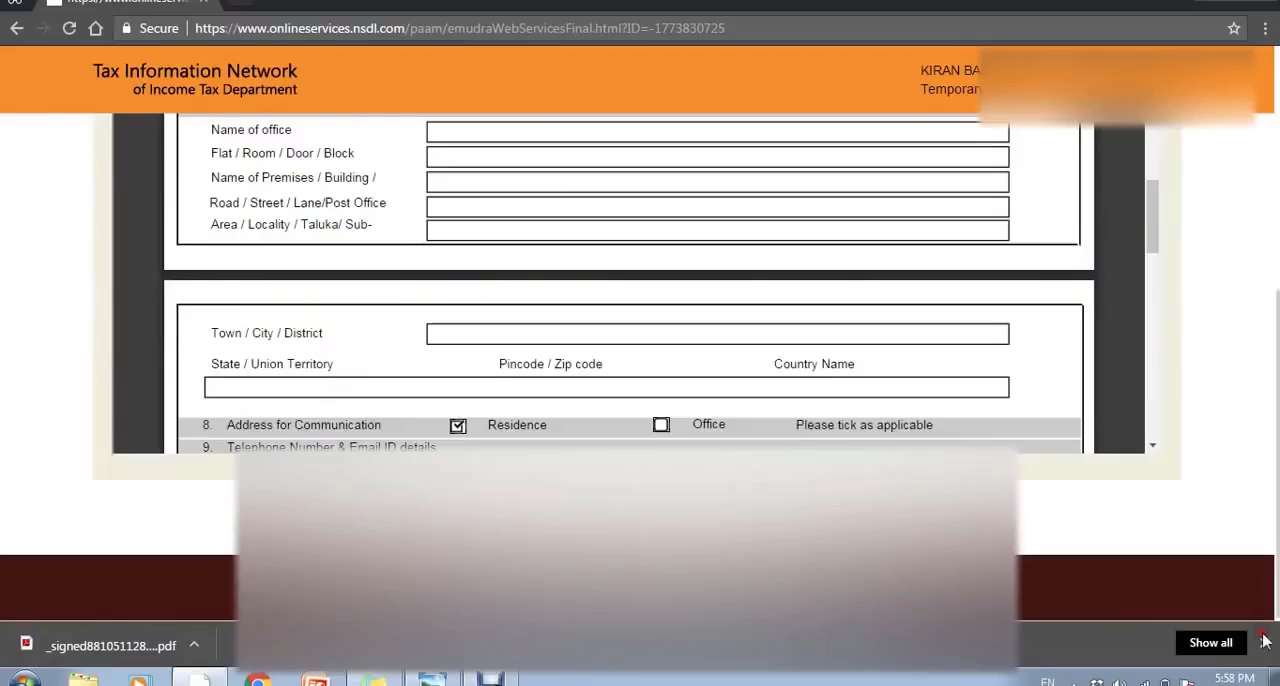 Secure
https://www.onlineservices.nsdl.com/paam/emudraWebServicesFinal.html?ID=-1773830725
Tax Information Network
of Income Tax Department
KIRAN BA
Temporary
Name of office
Flat / Room / Door / Block
Name of Premises / Building /
Road / Street / Lane/Post Office
Area / Locality / Taluka/ Sub-
Town / City / District
State / Union Territory Pincode / Zip code Country Name
8. Address for Communication Residence Office Please tick as applicable
9. Telephone Number & Email ID details
_signed881051128....pdf
Show all
EN
5:58 PM